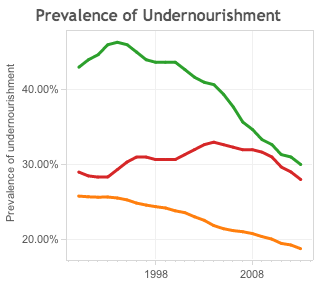 Prevalence of Undernourishment
Prevalence of undernourishment
40.00%
30.00%
20.00%
1998
2008